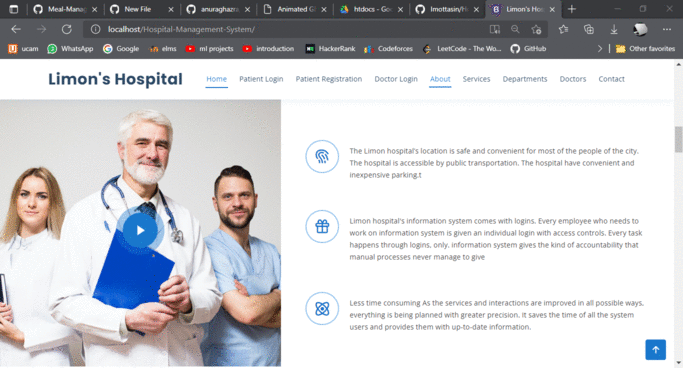 Meal-Mana
New File
anuraghazra
Animated G
htdocs - Goo
lmottasin/H
Limon's Hos
localhost/Hospital-Management-System/
ucam
WhatsApp
Google
elms
ml projects
introduction
HackerRank
Codeforces
LeetCode - The Wo...
GitHub
Other favorites
Limon's Hospital
Home
Patient Login
Patient Registration
Doctor Login
About
Services
Departments
Doctors
Contact
The Limon hospital's location is safe and convenient for most of the people of the city.
The hospital is accessible by public transportation. The hospital have convenient and
inexpensive parking.t
Limon hospital's information system comes with logins. Every employee who needs to
work on information system is given an individual login with access controls. Every task
happens through logins, only. information system gives the kind of accountability that
manual processes never manage to give
Less time consuming As the services and interactions are improved in all possible ways,
everything is being planned with greater precision. it saves the time of all the system
users and provides them with up-to-date information.